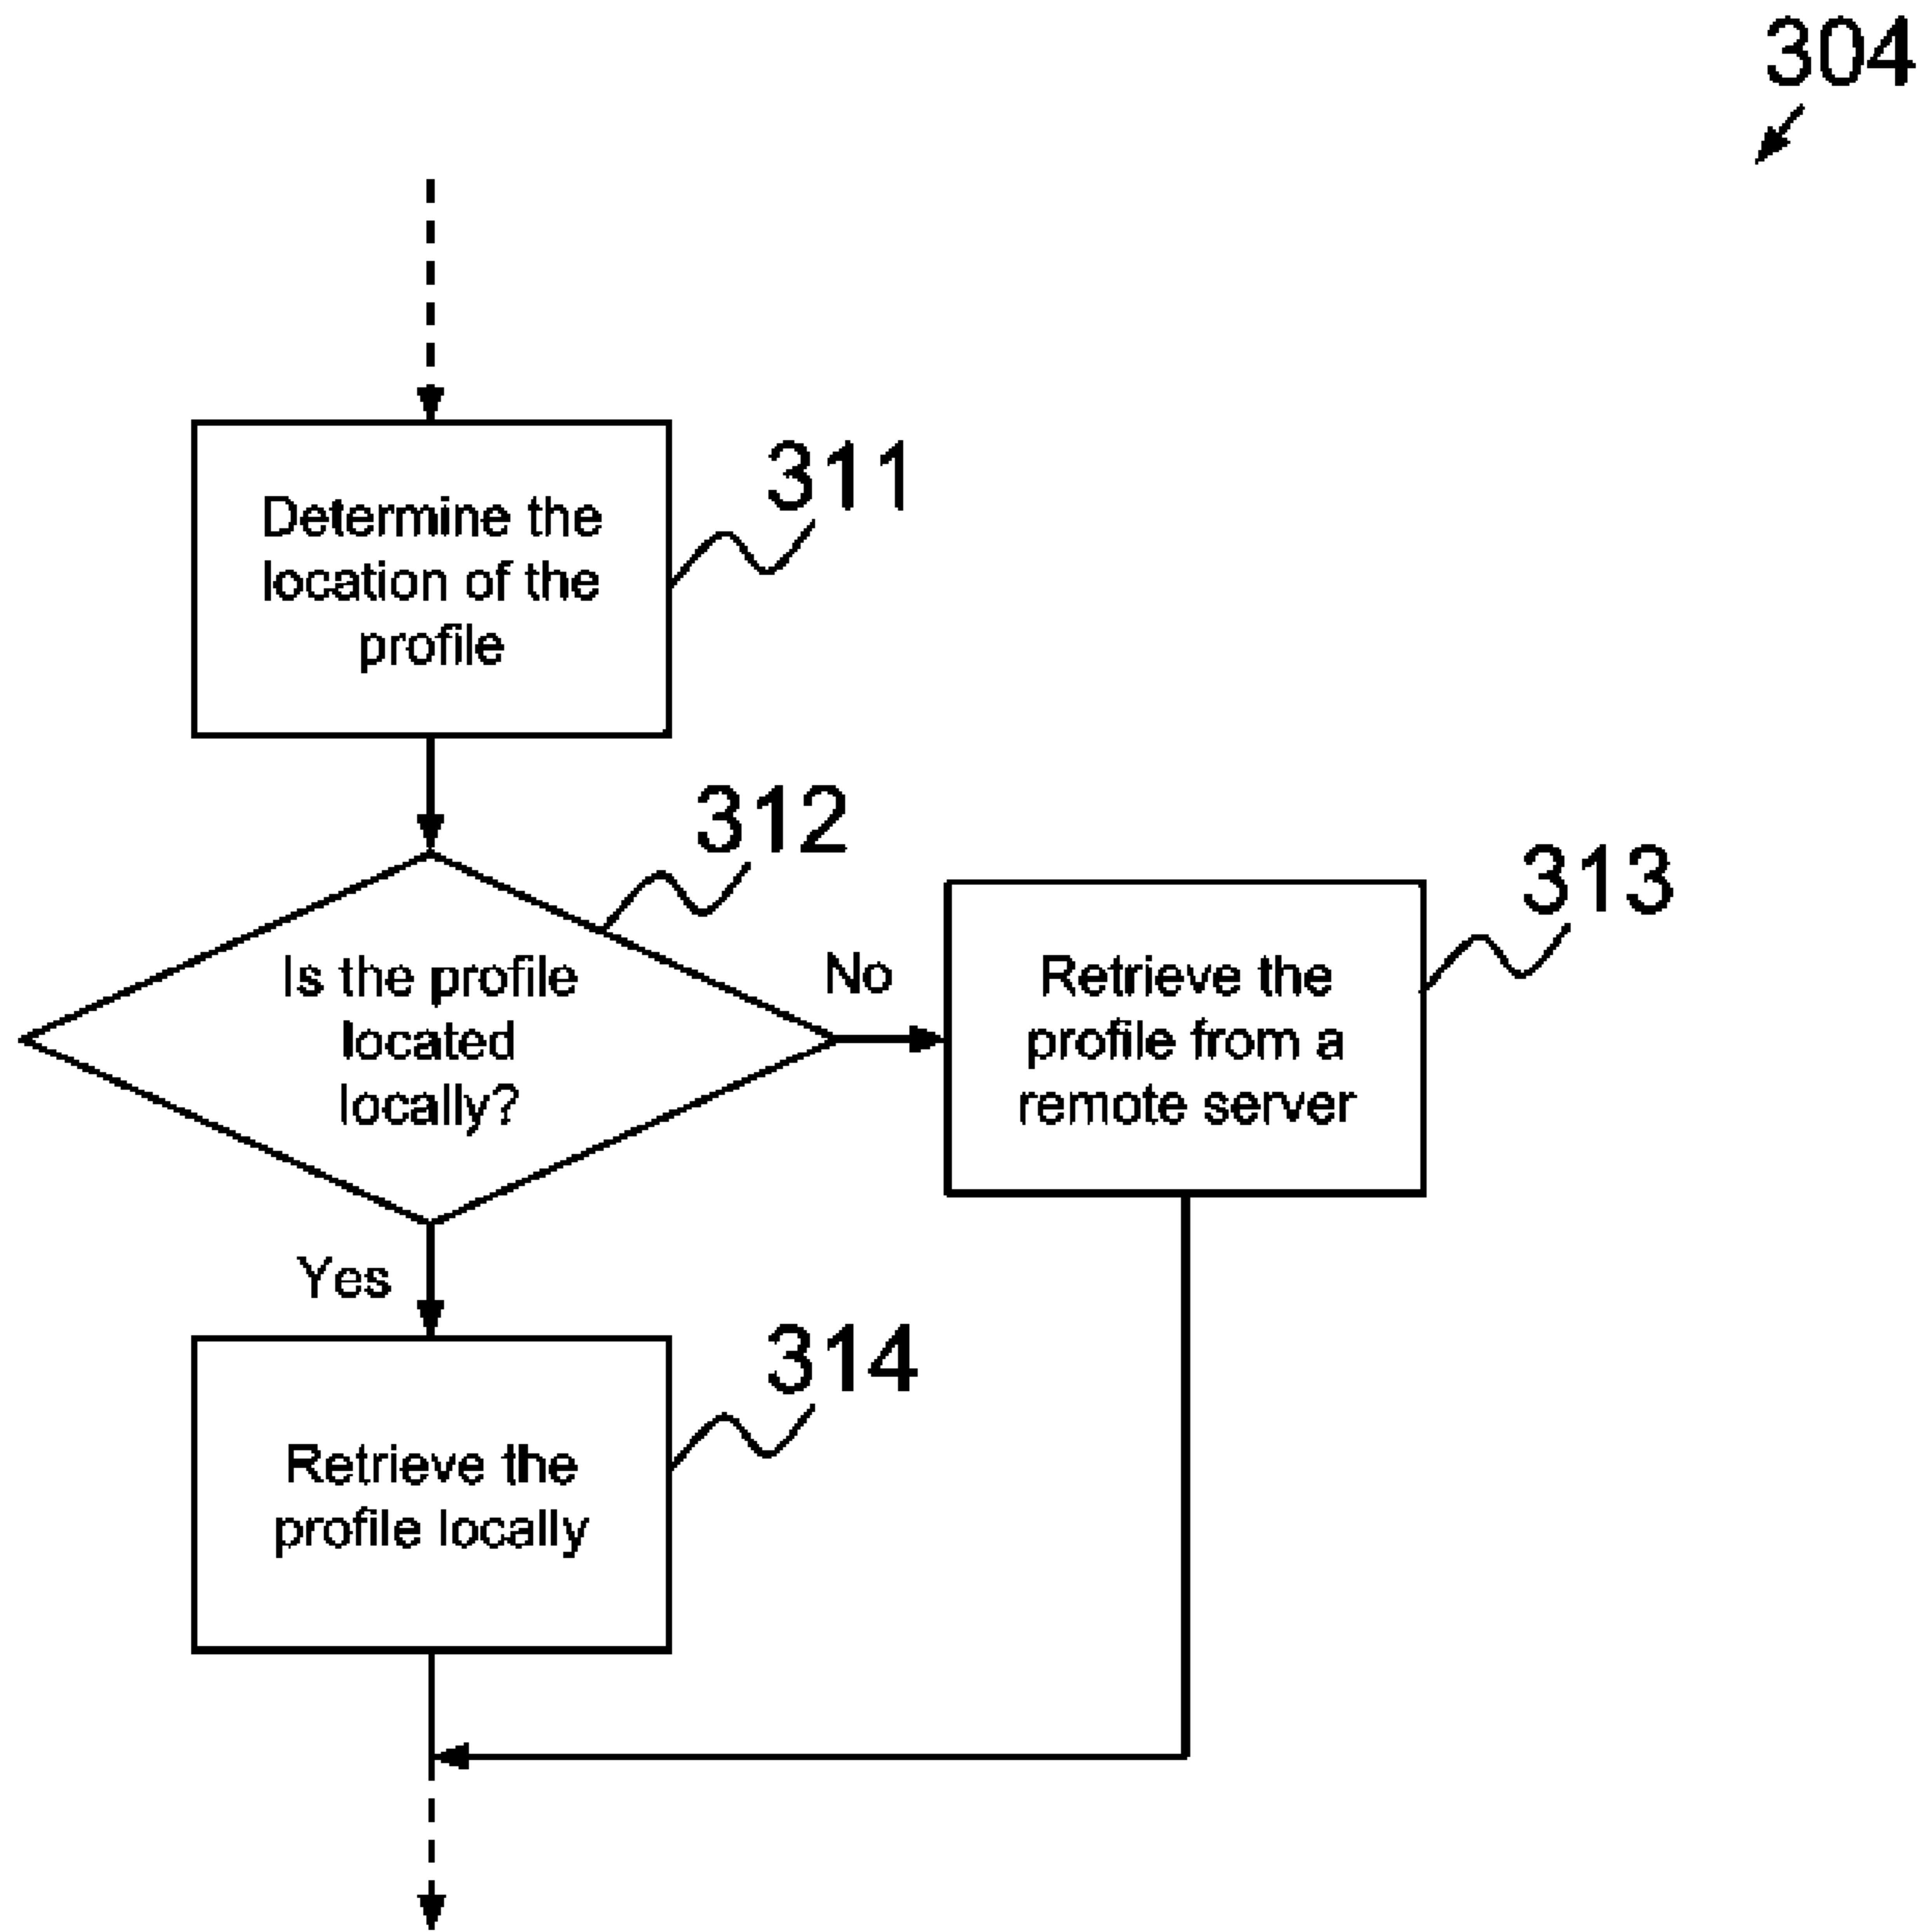 304
311
Determine the
location of the
profile
312
Is the profile
located
locally?
No
313
Retrieve the
profile from a
remote server
Yes
314
Retrieve the
profile locally